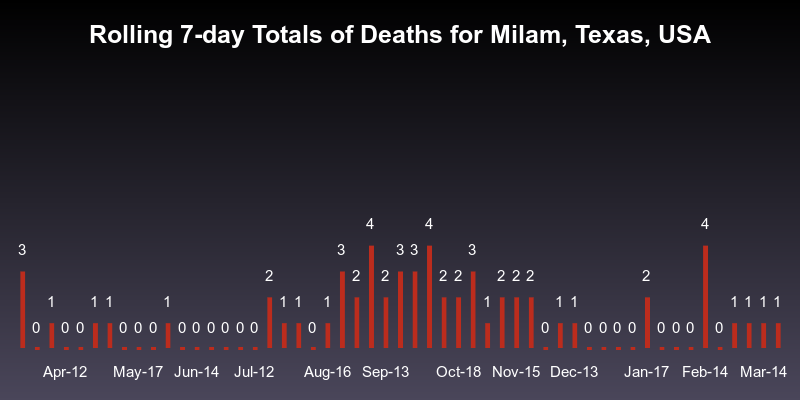 Rolling 7-day Totals of Deaths for Milam, Texas, USA
4 4 4
3 3 3 3 3
2 2 2 2 2 2 2 2 2
1 1 1 1 1 1 1 1 1 1 1 1 1 1
0 0 0 0 0 0 0 0 0 0 0 0 0 0 0 0 0 0 0 0 0 0
Apr-12 May-17 Jun-14 Jul-12 Aug-16 Sep-13 Oct-18 Nov-15 Dec-13 Jan-17 Feb-14 Mar-14